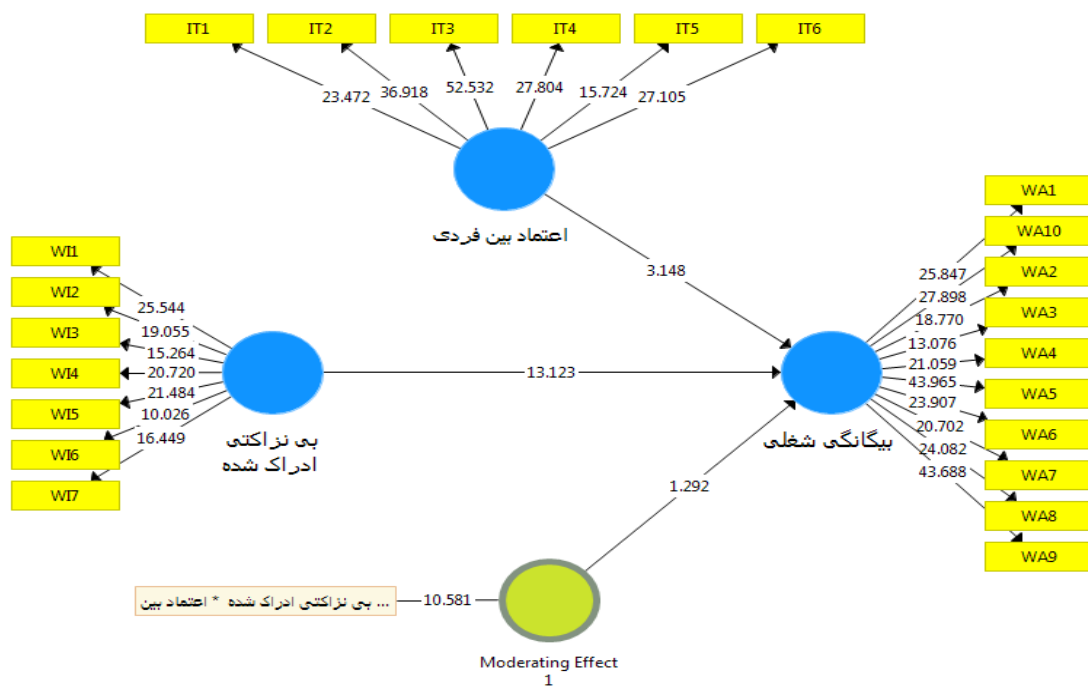 IT1
IT2
IT3
IT4
IT5
IT6
23.472
36.918
52.532
27.804
15.724
27.105
اعتماد بین فردی
3.148
WI1
WI2
WI3
WI4
WI5
WI6
WI7
25.544
19.055
15.264
20.720
21.484
10.026
16.449
بی نزاکتی
ادراک شده
13.123
WA1
WA10
WA2
WA3
WA4
WA5
WA6
WA7
WA8
WA9
25.847
27.898
18.770
13.076
21.059
43.965
23.907
20.702
24.082
43.688
بیگانگی شغلی
1.292
بی نزاکتی ادراک شده * اعتماد بین ...
10.581
Moderating Effect
1